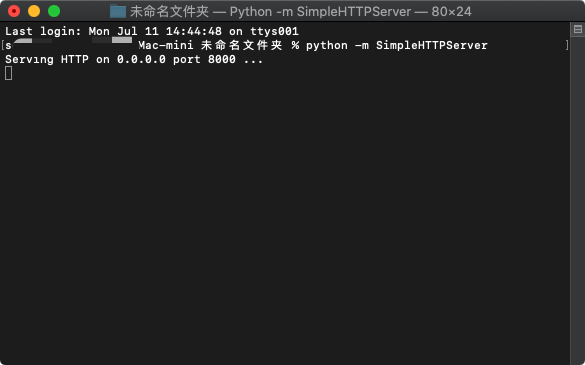 未命名文件夹 — Python -m SimpleHTTPServer — 80×24
Last login: Mon Jul 11 14:44:48 on ttys001
[s Mac-mini 未命名文件夹 % python -m SimpleHTTPServer ]
Serving HTTP on 0.0.0.0 port 8000 ...